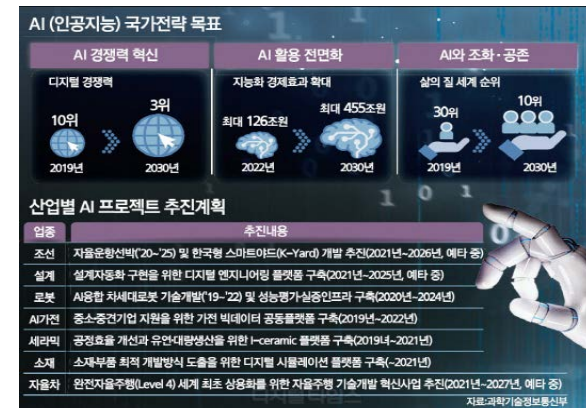 AI (인공지능) 국가전략 목표
AI 경쟁력 혁신
디지털 경쟁력
10위
3위
2019년
2030년
AI 활용 전면화
지능화 경제효과 확대
최대 126조원
최대 455조원
2022년
2030년
AI와 조화·공존
삶의 질 세계 순위
30위
10위
2019년
2030년
산업별 AI 프로젝트 추진계획
업종 추진내용
조선 자율운항선박('20~'25) 및 한국형 스마트야드(K-Yard) 개발 추진(2021년~2026년, 예타 중)
설계 설계자동화 구현을 위한 디지털 엔지니어링 플랫폼 구축(2021년~2025년, 예타 중)
로봇 AI융합 차세대로봇 기술개발('19~'22) 및 성능평가·실증인프라 구축(2020년~2024년)
AI가전 중소·중견기업 지원을 위한 가전 빅데이터 공동플랫폼 구축(2019년~2022년)
세라믹 공정효율 개선과 유연·대량생산을 위한 I-ceramic 플랫폼 구축(2019년~2021년)
소재 소재·부품 최적 개발방식 도출을 위한 디지털 시뮬레이션 플랫폼 구축(~2021년)
자율차 완전자율주행(Level 4) 세계 최초 상용화를 위한 자율주행 기술개발 혁신사업 추진(2021년~2027년, 예타 중)
자료:과학기술정보통신부
디지털타임스